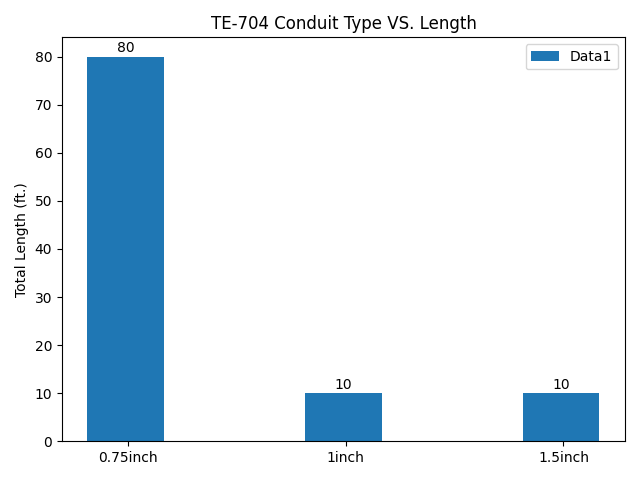 TE-704 Conduit Type VS. Length
Data1
80
80
70
60
50
40
30
20
10
0
10
10
Total Length (ft.)
0.75inch
1inch
1.5inch